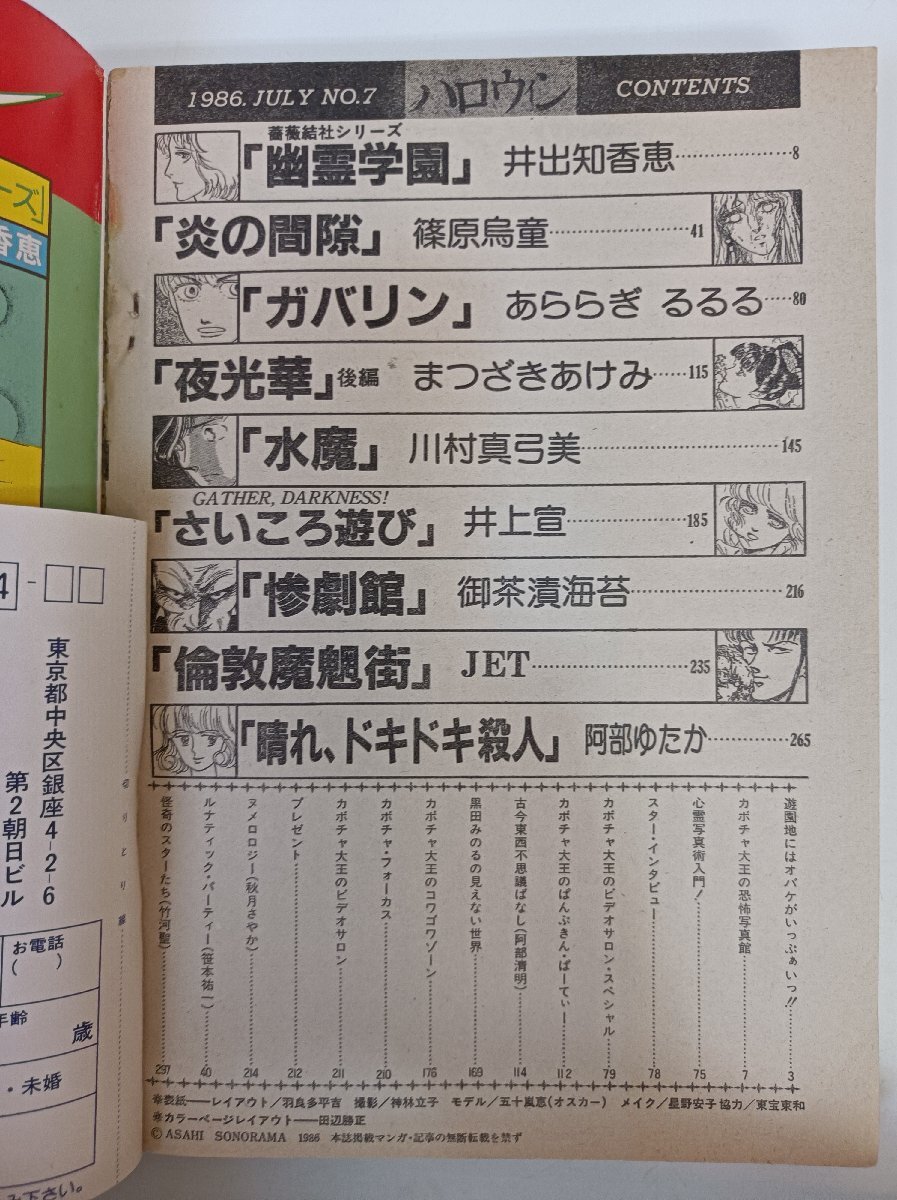 1986. JULY NO.7 ハロウィン CONTENTS
薔薇結社シリーズ
「幽霊学園」 井出知香恵 8
「炎の間隙」 篠原烏童 41
「ガバリン」 あららぎ るるる 80
「夜光華」後編 まつざきあけみ 115
「水魔」 川村真弓美 145
GATHER, DARKNESS!
「さいころ遊び」 井上宣 185
「惨劇館」 御茶漬海苔 216
「倫敦魔魍街」 JET 235
「晴れ、ドキドキ殺人」 阿部ゆたか 265
遊園地にはオバケがいっぱぁいっ!! 3
カボチャ大王の恐怖写真館 7
心霊写真術入門! 75
スター・インタビュー 78
カボチャ大王のビデオサロン・スペシャル 79
カボチャ大王のぱんぷきん・ぱーてぃー 112
古今東西不思議ばなし(阿部清明) 114
黒田みのるの見えない世界 169
カボチャ大王のコワゴワゾーン 176
カボチャ・フォーカス 210
カボチャ大王のビデオサロン 211
プレゼント 212
ヌメロロジー(秋月さやか) 214
ルナティック・パーティー(笹本祐一) 40
怪奇のスターたち(竹河聖) 297
※表紙──レイアウト/羽良多平吉 撮影/神林立子 モデル/五十嵐恵(オスカー) メイク/星野安子 協力/東宝東和
※カラーページレイアウト──田辺勝正
©ASAHI SONORAMA 1986 本誌掲載マンガ・記事の無断転載を禁ず
ーズ」
香恵
4 -
東京都中央区銀座4-2-6
第2朝日ビル
切り取り線
お電話
( )
年齢
歳
・未婚
下さい。